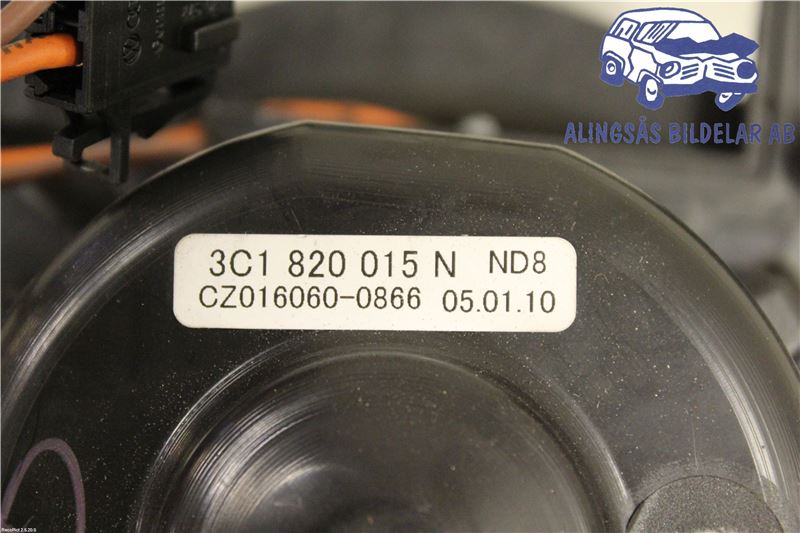 ALINGSÅS BILDELAR AB
3C1 820 015 N ND8
CZ016060-0866 05.01.10